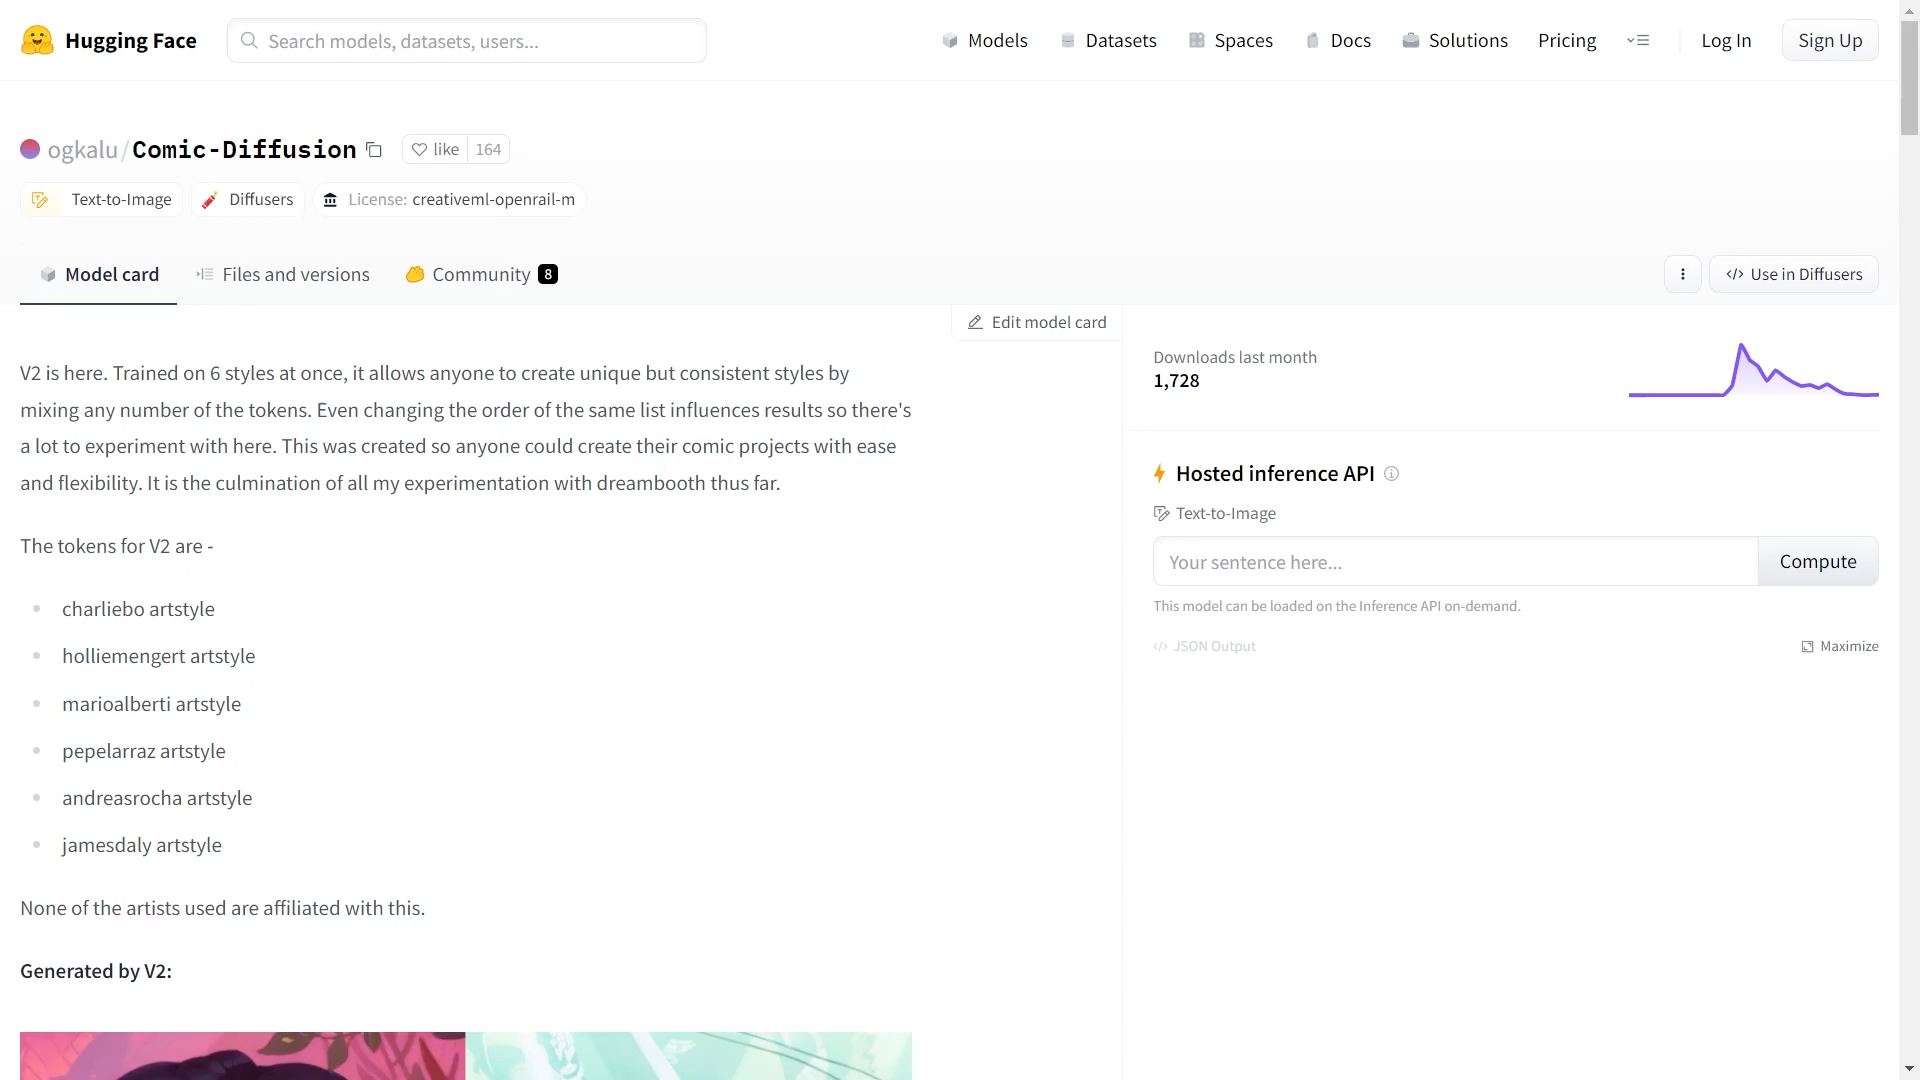 Hugging Face
Search models, datasets, users...
Models
Datasets
Spaces
Docs
Solutions
Pricing
Log In
Sign Up
ogkalu/Comic-Diffusion
like 164
Text-to-Image
Diffusers
License: creativeml-openrail-m
Model card
Files and versions
Community 8
</> Use in Diffusers
Edit model card
V2 is here. Trained on 6 styles at once, it allows anyone to create unique but consistent styles by
mixing any number of the tokens. Even changing the order of the same list influences results so there's
a lot to experiment with here. This was created so anyone could create their comic projects with ease
and flexibility. It is the culmination of all my experimentation with dreambooth thus far.
The tokens for V2 are -
charliebo artstyle
holliemengert artstyle
marioalberti artstyle
pepelarraz artstyle
andreasrocha artstyle
jamesdaly artstyle
None of the artists used are affiliated with this.
Generated by V2:
Downloads last month
1,728
Hosted inference API
Text-to-Image
Your sentence here...
Compute
This model can be loaded on the Inference API on-demand.
</> JSON Output
Maximize